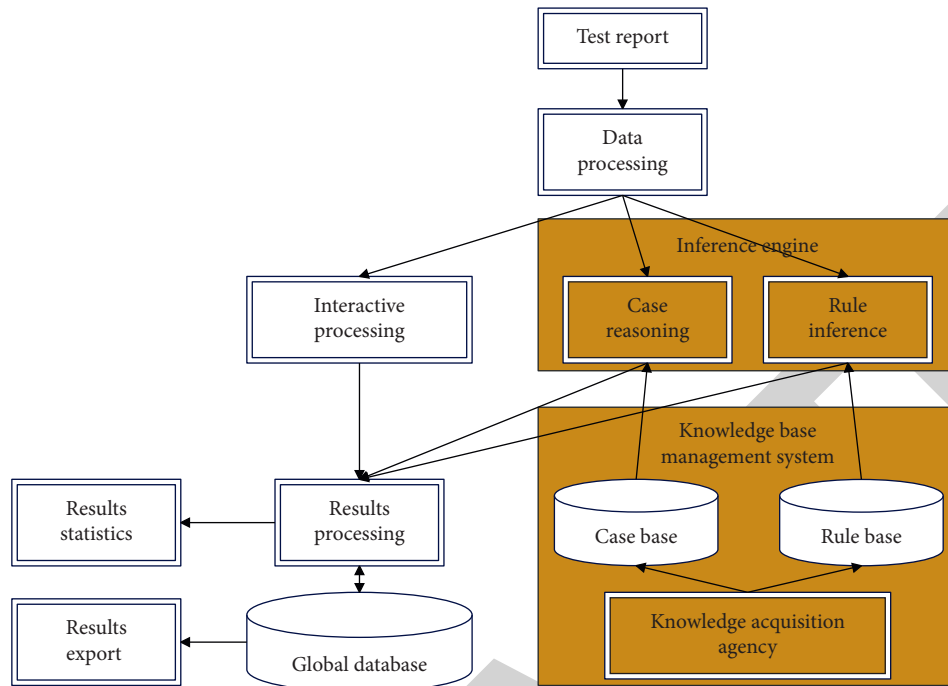 Test report
Data
processing
Inference engine
Interactive
processing
Case
reasoning
Rule
inference
Knowledge base
management system
Results
statistics
Results
processing
Case base
Rule base
Results
export
Global database
Knowledge acquisition
agency